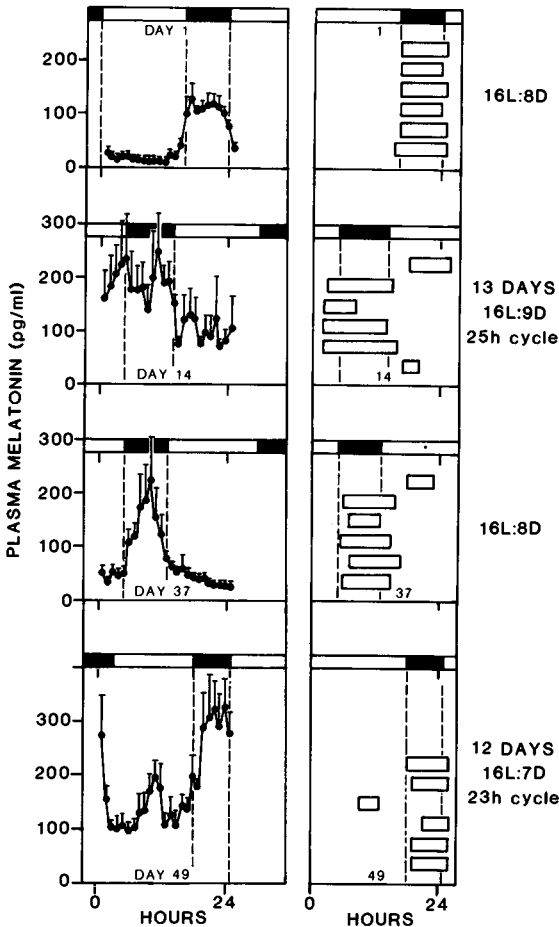 DAY 1
200
100
0
1
16L:8D
300
200
100
0
DAY 14
14
13 DAYS
16L:9D
25h cycle
PLASMA MELATONIN (pg/ml)
300
200
100
0
DAY 37
37
16L:8D
300
200
100
0
DAY 49
49
12 DAYS
16L:7D
23h cycle
0 24
HOURS
0 24
HOURS